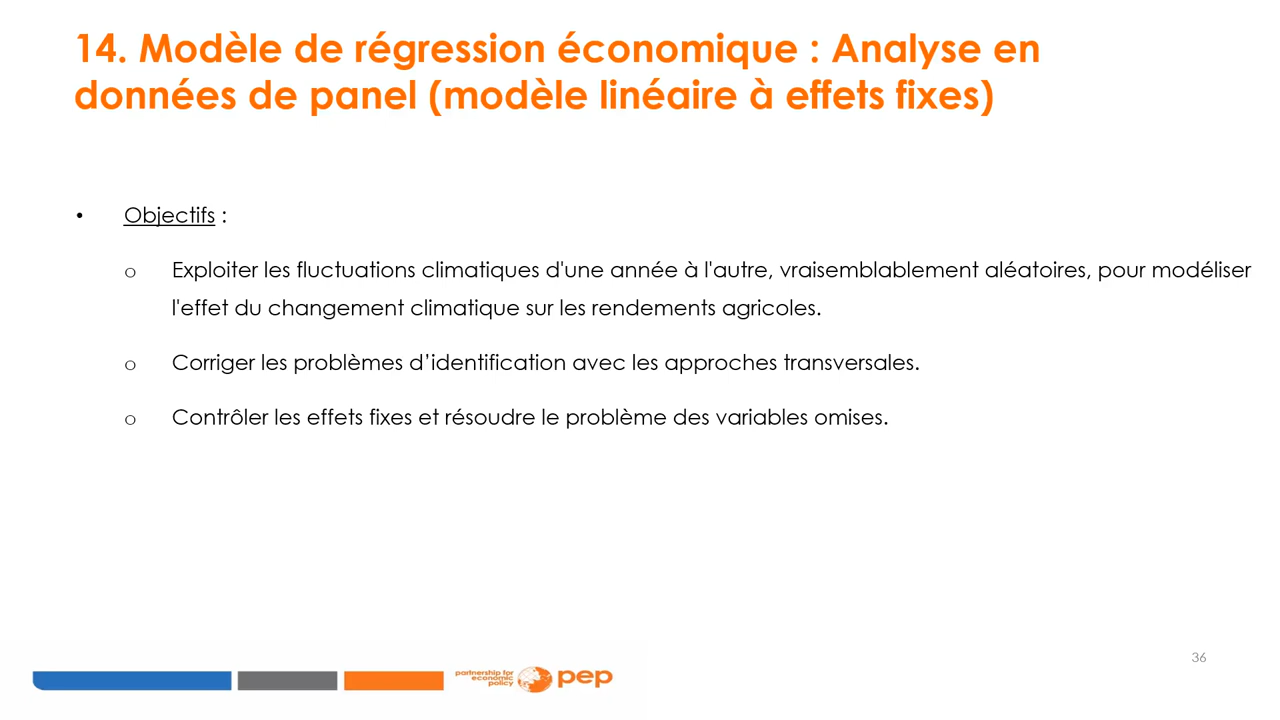 14. Modèle de régression économique : Analyse en
données de panel (modèle linéaire à effets fixes)
• Objectifs :
o Exploiter les fluctuations climatiques d'une année à l'autre, vraisemblablement aléatoires, pour modéliser
l'effet du changement climatique sur les rendements agricoles.
o Corriger les problèmes d’identification avec les approches transversales.
o Contrôler les effets fixes et résoudre le problème des variables omises.
36
partnership for
economic
policy
pep